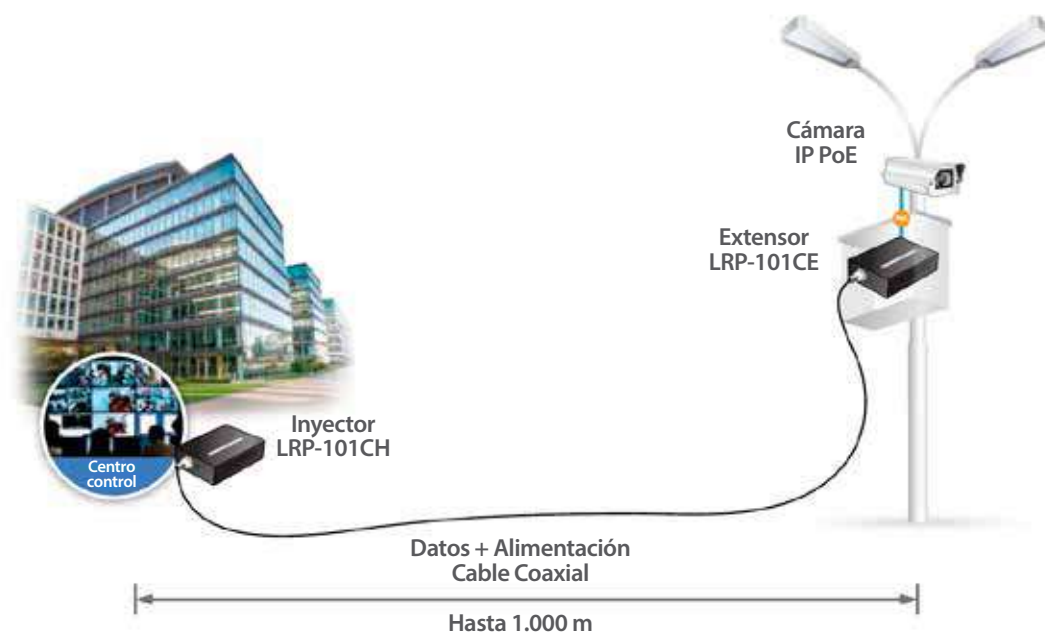 Cámara
IP PoE
Extensor
LRP-101CE
Inyector
LRP-101CH
Centro
control
Datos + Alimentación
Cable Coaxial
Hasta 1.000 m